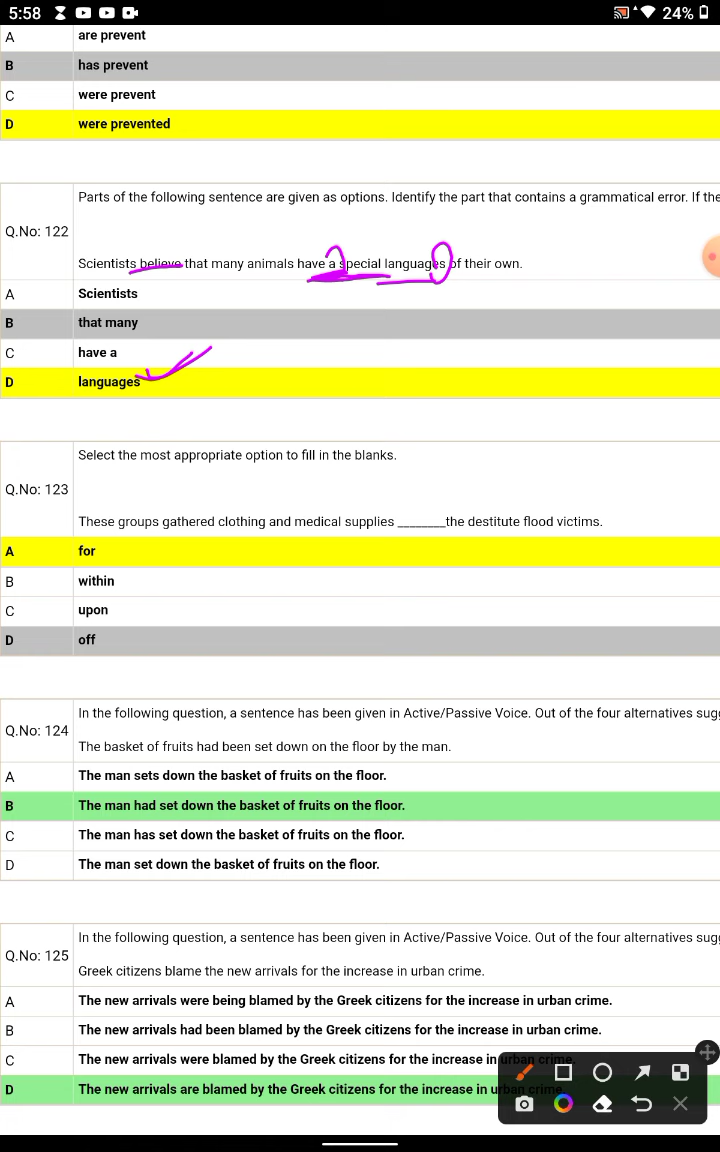 5:58
24%
A are prevent
B has prevent
C were prevent
D were prevented
Parts of the following sentence are given as options. Identify the part that contains a grammatical error. If the
Q.No: 122
Scientists believe that many animals have a special languages of their own.
A Scientists
B that many
C have a
D languages
Select the most appropriate option to fill in the blanks.
Q.No: 123
These groups gathered clothing and medical supplies ________the destitute flood victims.
A for
B within
C upon
D off
In the following question, a sentence has been given in Active/Passive Voice. Out of the four alternatives sug
Q.No: 124
The basket of fruits had been set down on the floor by the man.
A The man sets down the basket of fruits on the floor.
B The man had set down the basket of fruits on the floor.
C The man has set down the basket of fruits on the floor.
D The man set down the basket of fruits on the floor.
In the following question, a sentence has been given in Active/Passive Voice. Out of the four alternatives sug
Q.No: 125
Greek citizens blame the new arrivals for the increase in urban crime.
A The new arrivals were being blamed by the Greek citizens for the increase in urban crime.
B The new arrivals had been blamed by the Greek citizens for the increase in urban crime.
C The new arrivals were blamed by the Greek citizens for the increase in urban crime.
D The new arrivals are blamed by the Greek citizens for the increase in urban crime.